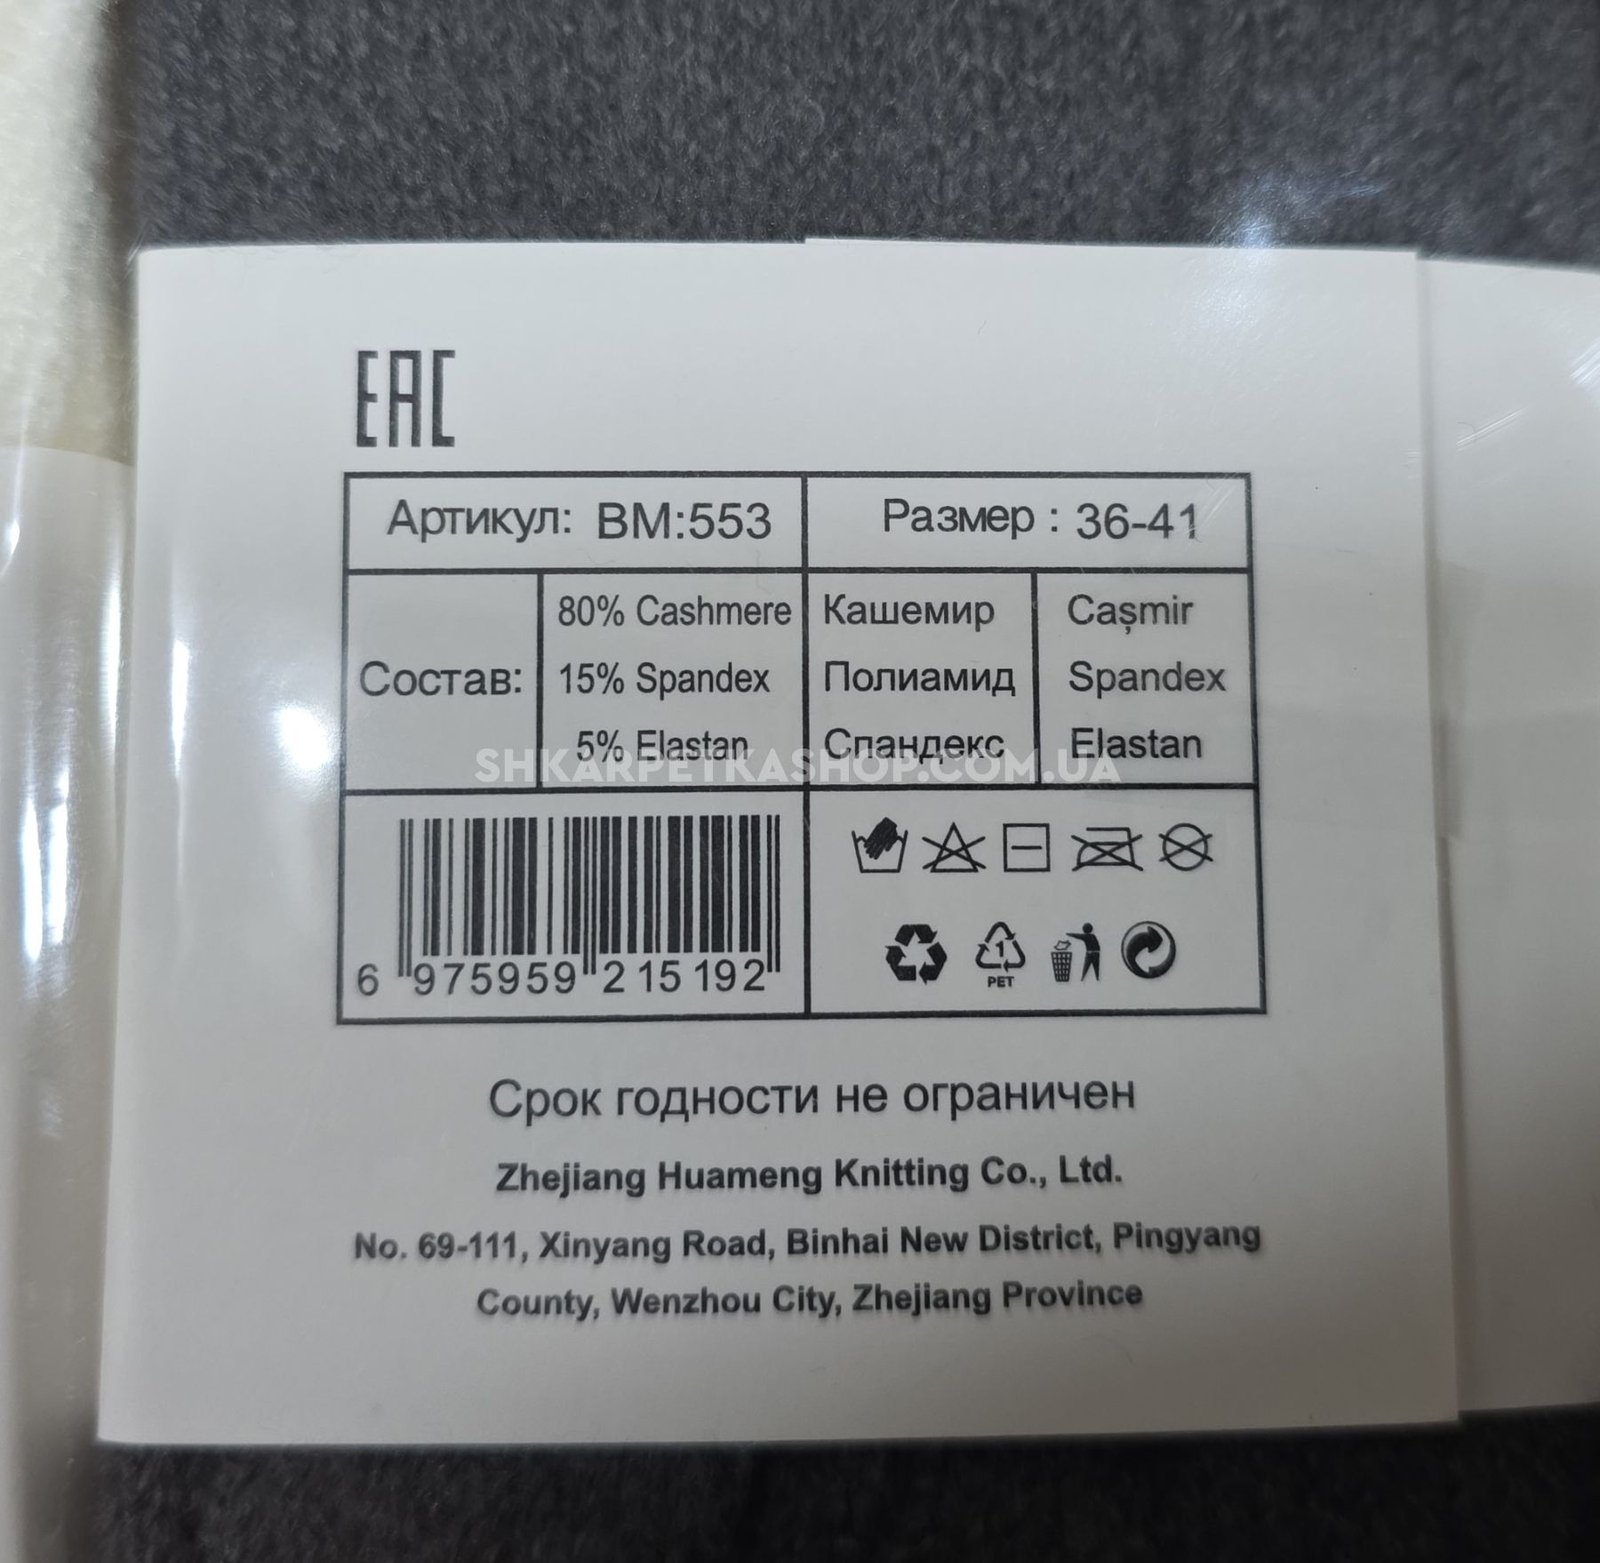 EAC
Артикул: BM:553
Размер : 36-41
Состав:
80% Cashmere
15% Spandex
5% Elastan
Кашемир
Полиамид
Спандекс
Cașmir
Spandex
Elastan
SHKARPETKASHOP.COM.UA
6 975959 215192
1
PET
Срок годности не ограничен
Zhejiang Huameng Knitting Co., Ltd.
No. 69-111, Xinyang Road, Binhai New District, Pingyang
County, Wenzhou City, Zhejiang Province